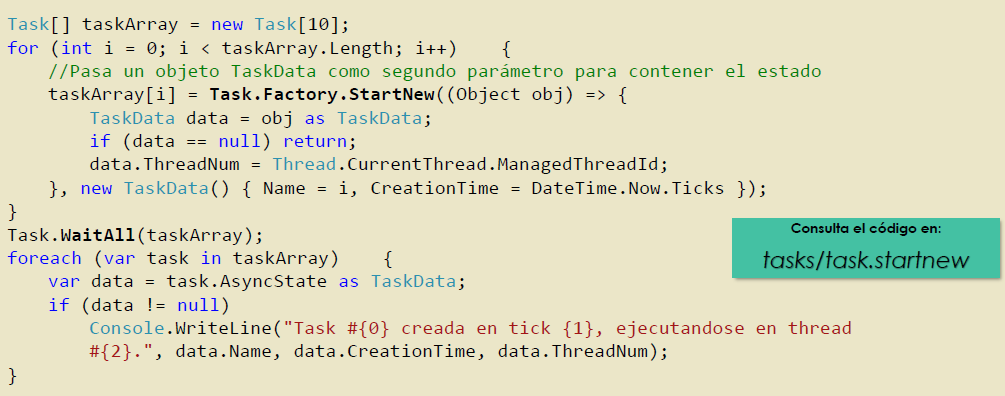 Task[] taskArray = new Task[10];
for (int i = 0; i < taskArray.Length; i++)    {
    //Pasa un objeto TaskData como segundo parámetro para contener el estado
    taskArray[i] = Task.Factory.StartNew((Object obj) => {
        TaskData data = obj as TaskData;
        if (data == null) return;
        data.ThreadNum = Thread.CurrentThread.ManagedThreadId;
    }, new TaskData() { Name = i, CreationTime = DateTime.Now.Ticks });
}
Task.WaitAll(taskArray);
foreach (var task in taskArray)    {
    var data = task.AsyncState as TaskData;
    if (data != null)
        Console.WriteLine("Task #{0} creada en tick {1}, ejecutandose en thread
        #{2}.", data.Name, data.CreationTime, data.ThreadNum);
}
Consulta el código en:
tasks/task.startnew